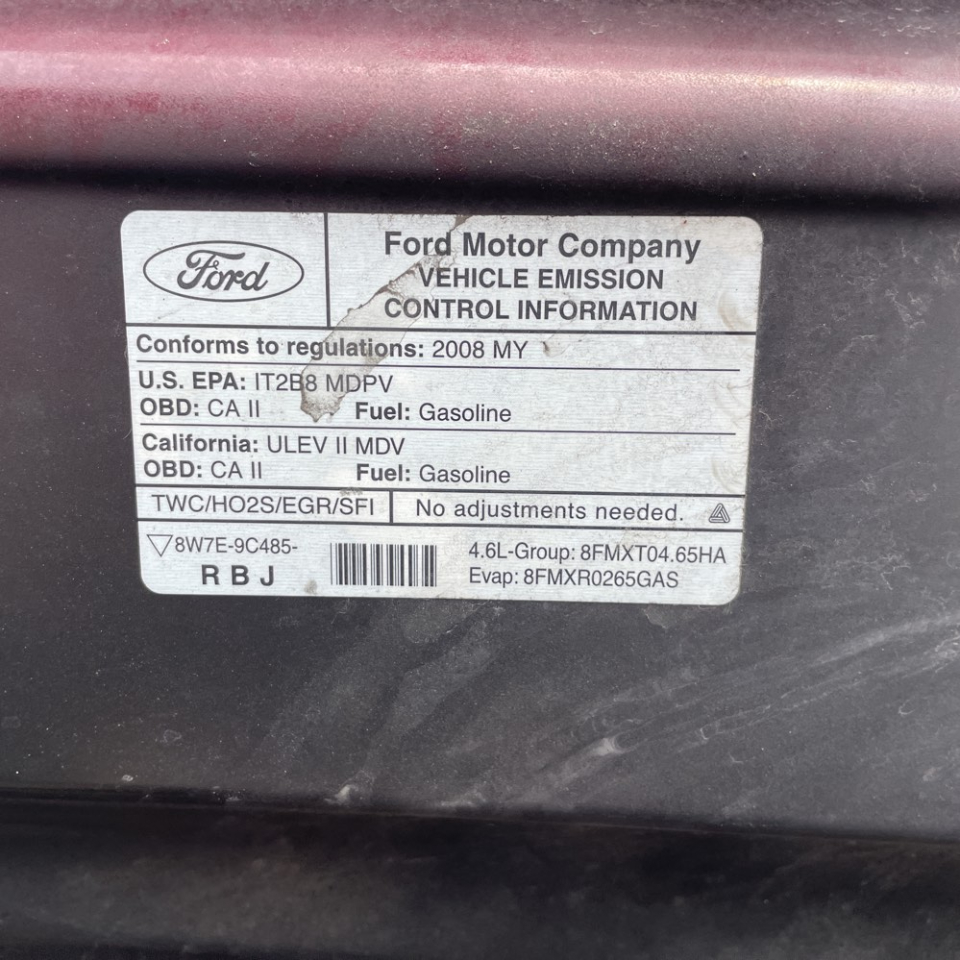 Ford
Ford Motor Company
VEHICLE EMISSION
CONTROL INFORMATION
Conforms to regulations: 2008 MY
U.S. EPA: IT2B8 MDPV
OBD: CA II Fuel: Gasoline
California: ULEV II MDV
OBD: CA II Fuel: Gasoline
TWC/HO2S/EGR/SFI No adjustments needed.
8W7E-9C485-
R B J
4.6L-Group: 8FMXT04.65HA
Evap: 8FMXR0265GAS